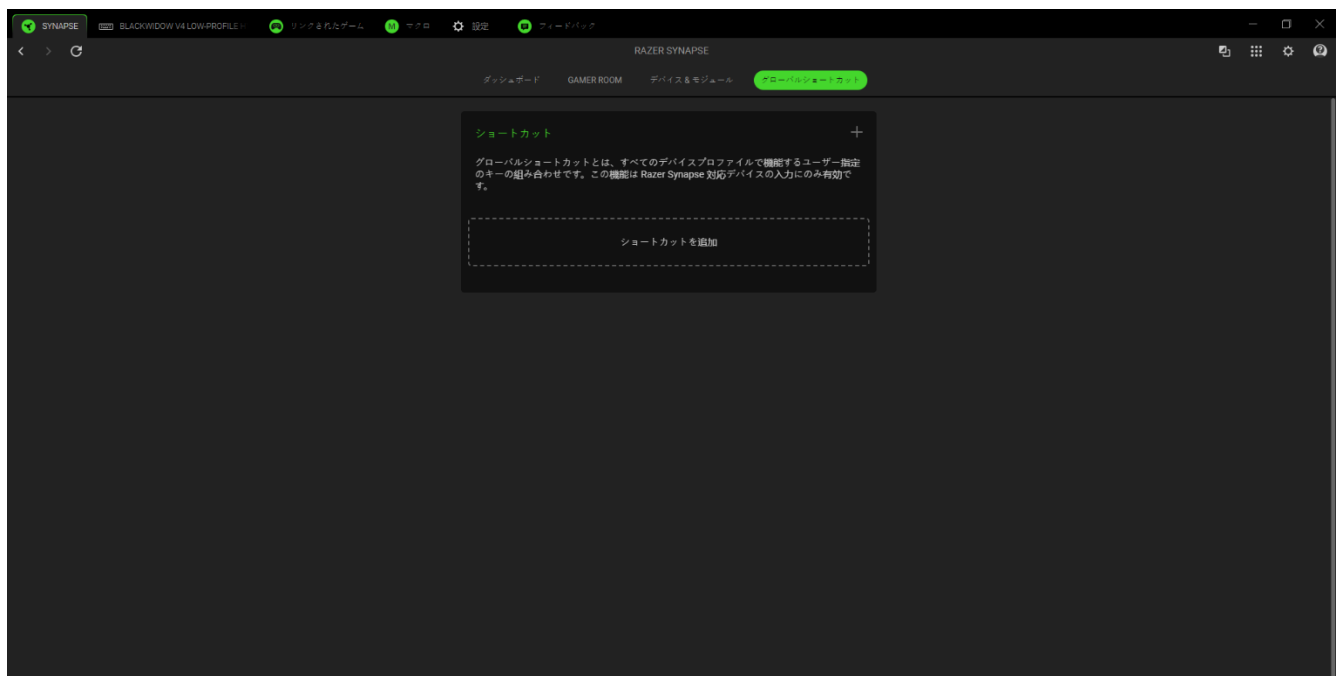 SYNAPSE BLACKWIDOW V4 LOW-PROFILE リンクされたゲーム マクロ 設定 フィードバック
RAZER SYNAPSE
ダッシュボード GAMER ROOM デバイス & モジュール グローバルショートカット
ショートカット
グローバルショートカットとは、すべてのデバイスプロファイルで機能するユーザー指定
のキーの組み合わせです。この機能は Razer Synapse 対応デバイスの入力にのみ有効で
す。
ショートカットを追加